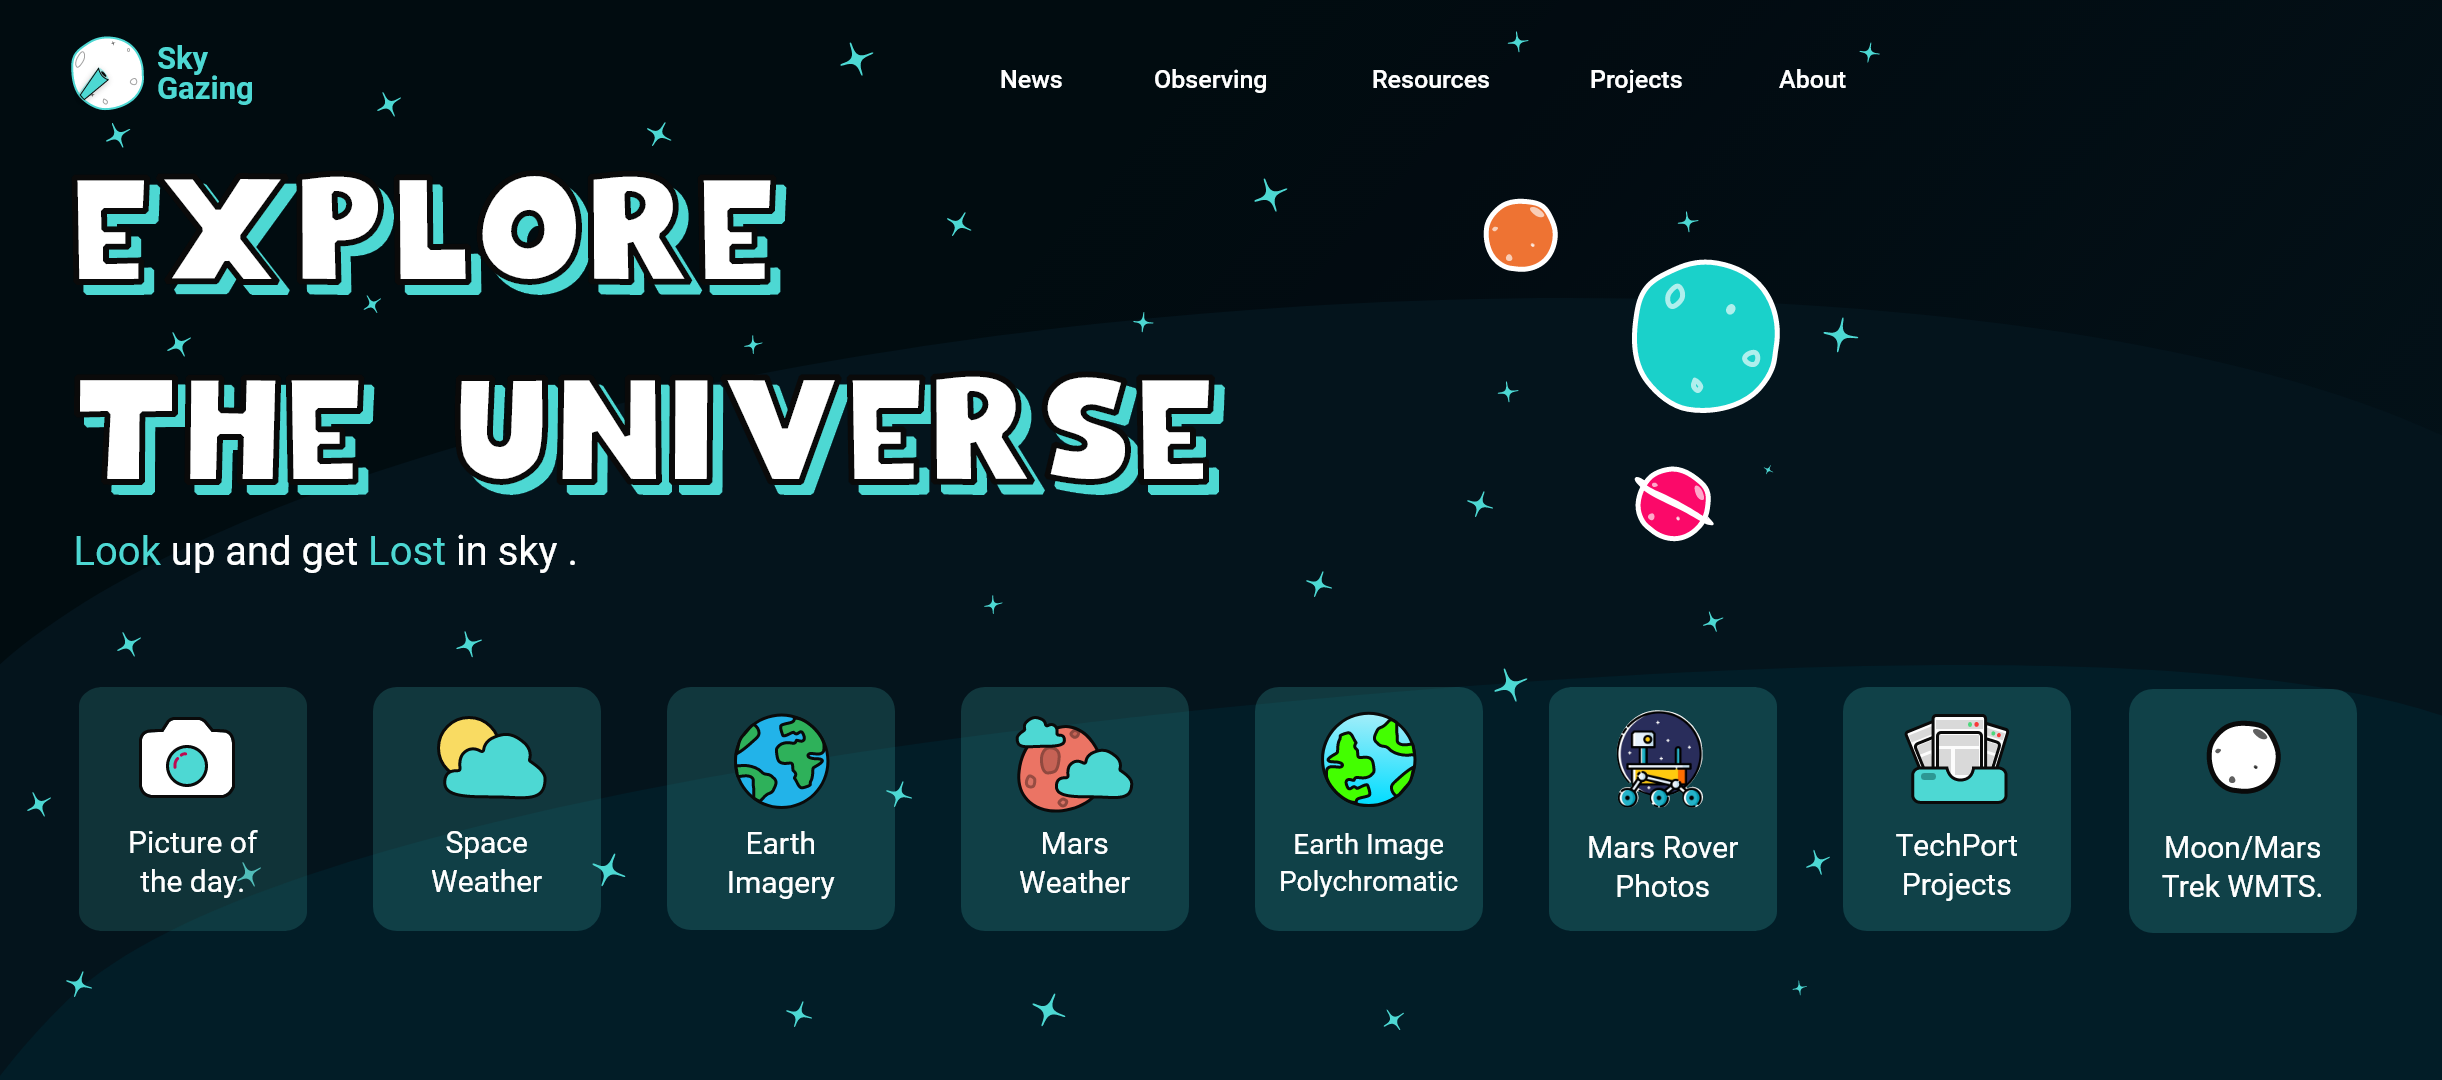 Sky
Gazing
News Observing Resources Projects About
EXPLORE
THE UNIVERSE
Look up and get Lost in sky .
Picture of
the day.
Space
Weather
Earth
Imagery
Mars
Weather
Earth Image
Polychromatic
Mars Rover
Photos
TechPort
Projects
Moon/Mars
Trek WMTS.